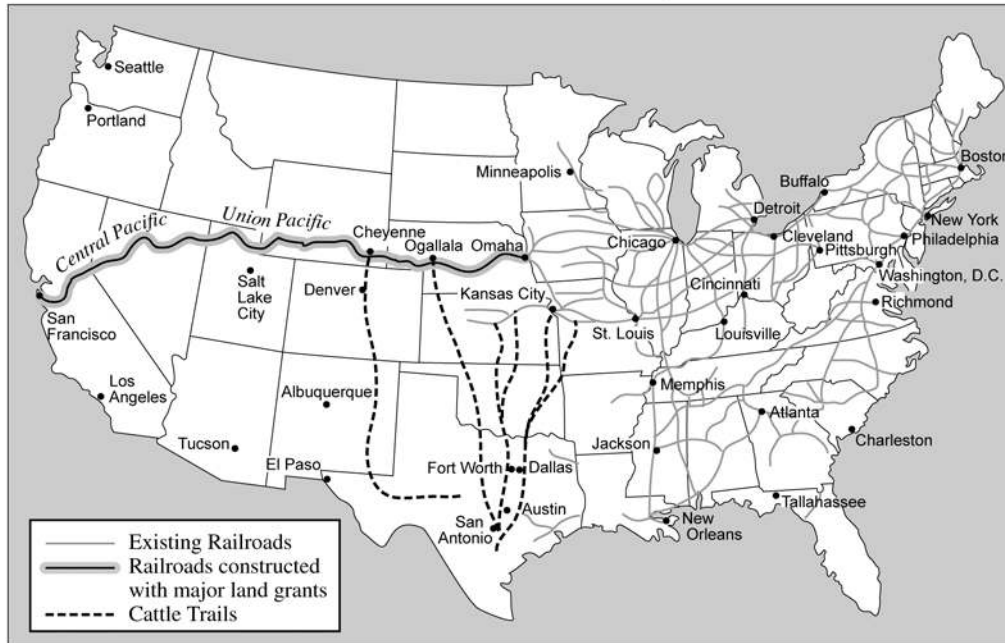 Seattle
Portland
Minneapolis
Boston
Buffalo
Detroit
New York
Central Pacific
Union Pacific
Cheyenne
Ogallala
Omaha
Chicago
Cleveland
Philadelphia
Pittsburgh
Washington, D.C.
Salt
Lake
City
Denver
Kansas City
Cincinnati
Richmond
San
Francisco
St. Louis
Louisville
Los
Angeles
Albuquerque
Memphis
Atlanta
Tucson
Jackson
Charleston
El Paso
Fort Worth
Dallas
Austin
Tallahassee
San
Antonio
New
Orleans
Existing Railroads
Railroads constructed
with major land grants
Cattle Trails